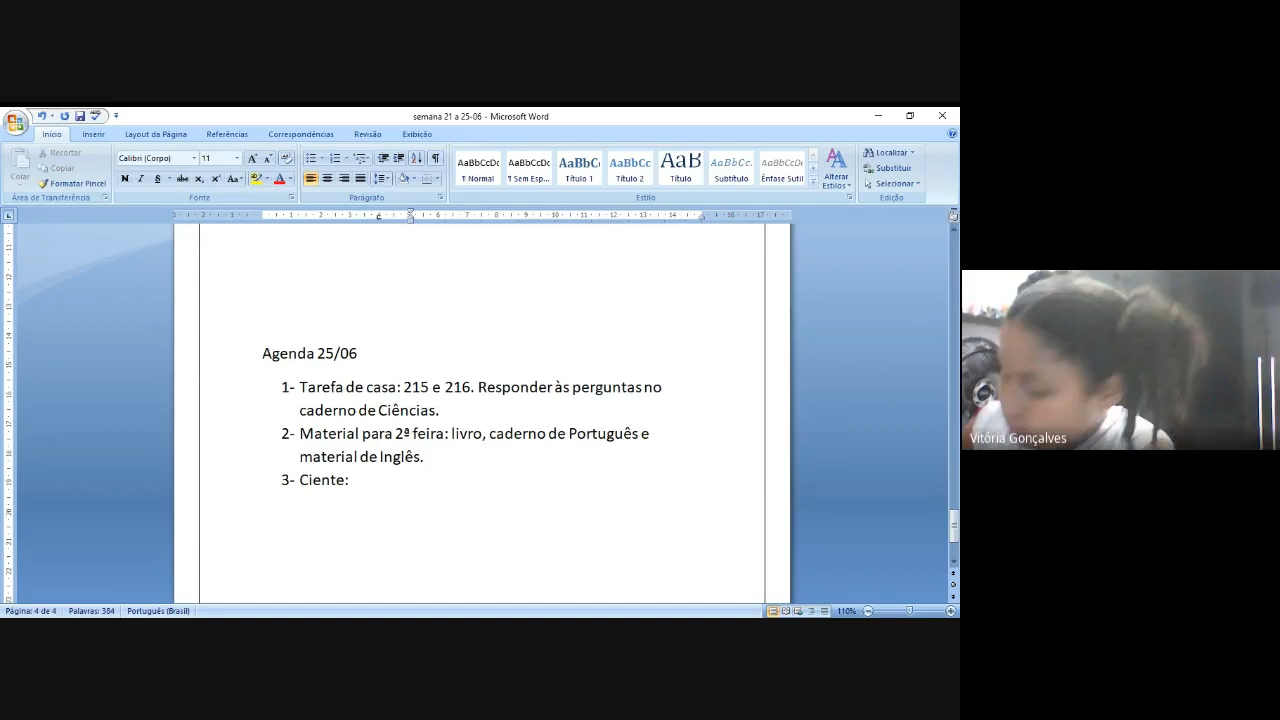 semana 21 a 25-06 - Microsoft Word
Início Inserir Layout da Página Referências Correspondências Revisão Exibição
Colar
Recortar
Copiar
Formatar Pincel
Área de Transferência
Calibri (Corpo) 11
N I S abc x₂ x² Aa
Fonte
Parágrafo
AaBbCcDc AaBbCcDc AaBbC AaBbCc AaB AaBbCc. AaBbCcDc
¶ Normal ¶ Sem Esp... Título 1 Título 2 Título Subtítulo Ênfase Sutil
Alterar
Estilos
Estilo
Localizar
Substituir
Selecionar
Edição
Agenda 25/06
1- Tarefa de casa: 215 e 216. Responder às perguntas no
caderno de Ciências.
2- Material para 2ª feira: livro, caderno de Português e
material de Inglês.
3- Ciente:
Página: 4 de 4 Palavras: 384 Português (Brasil) 110%
Vitória Gonçalves